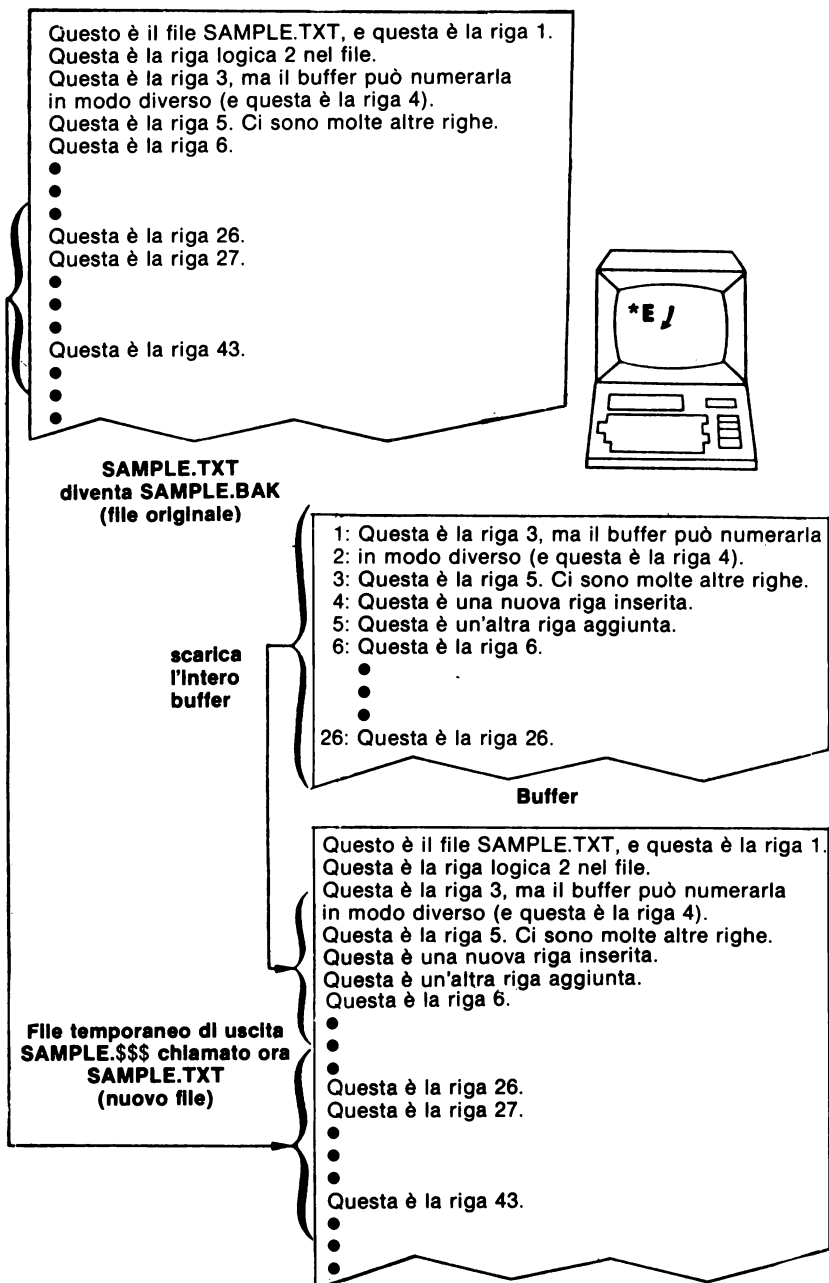 Questo è il file SAMPLE.TXT, e questa è la riga 1.
Questa è la riga logica 2 nel file.
Questa è la riga 3, ma il buffer può numerarla
in modo diverso (e questa è la riga 4).
Questa è la riga 5. Ci sono molte altre righe.
Questa è la riga 6.
●
●
●
Questa è la riga 26.
Questa è la riga 27.
●
●
●
Questa è la riga 43.
●
●
●
*E
SAMPLE.TXT
diventa SAMPLE.BAK
(file originale)
1: Questa è la riga 3, ma il buffer può numerarla
2: in modo diverso (e questa è la riga 4).
3: Questa è la riga 5. Ci sono molte altre righe.
4: Questa è una nuova riga inserita.
5: Questa è un'altra riga aggiunta.
6: Questa è la riga 6.
●
●
●
26: Questa è la riga 26.
scarica
l'intero
buffer
Buffer
Questo è il file SAMPLE.TXT, e questa è la riga 1.
Questa è la riga logica 2 nel file.
Questa è la riga 3, ma il buffer può numerarla
in modo diverso (e questa è la riga 4).
Questa è la riga 5. Ci sono molte altre righe.
Questa è una nuova riga inserita.
Questa è un'altra riga aggiunta.
Questa è la riga 6.
●
●
●
Questa è la riga 26.
Questa è la riga 27.
●
●
●
Questa è la riga 43.
●
●
●
File temporaneo di uscita
SAMPLE.$$$ chiamato ora
SAMPLE.TXT
(nuovo file)